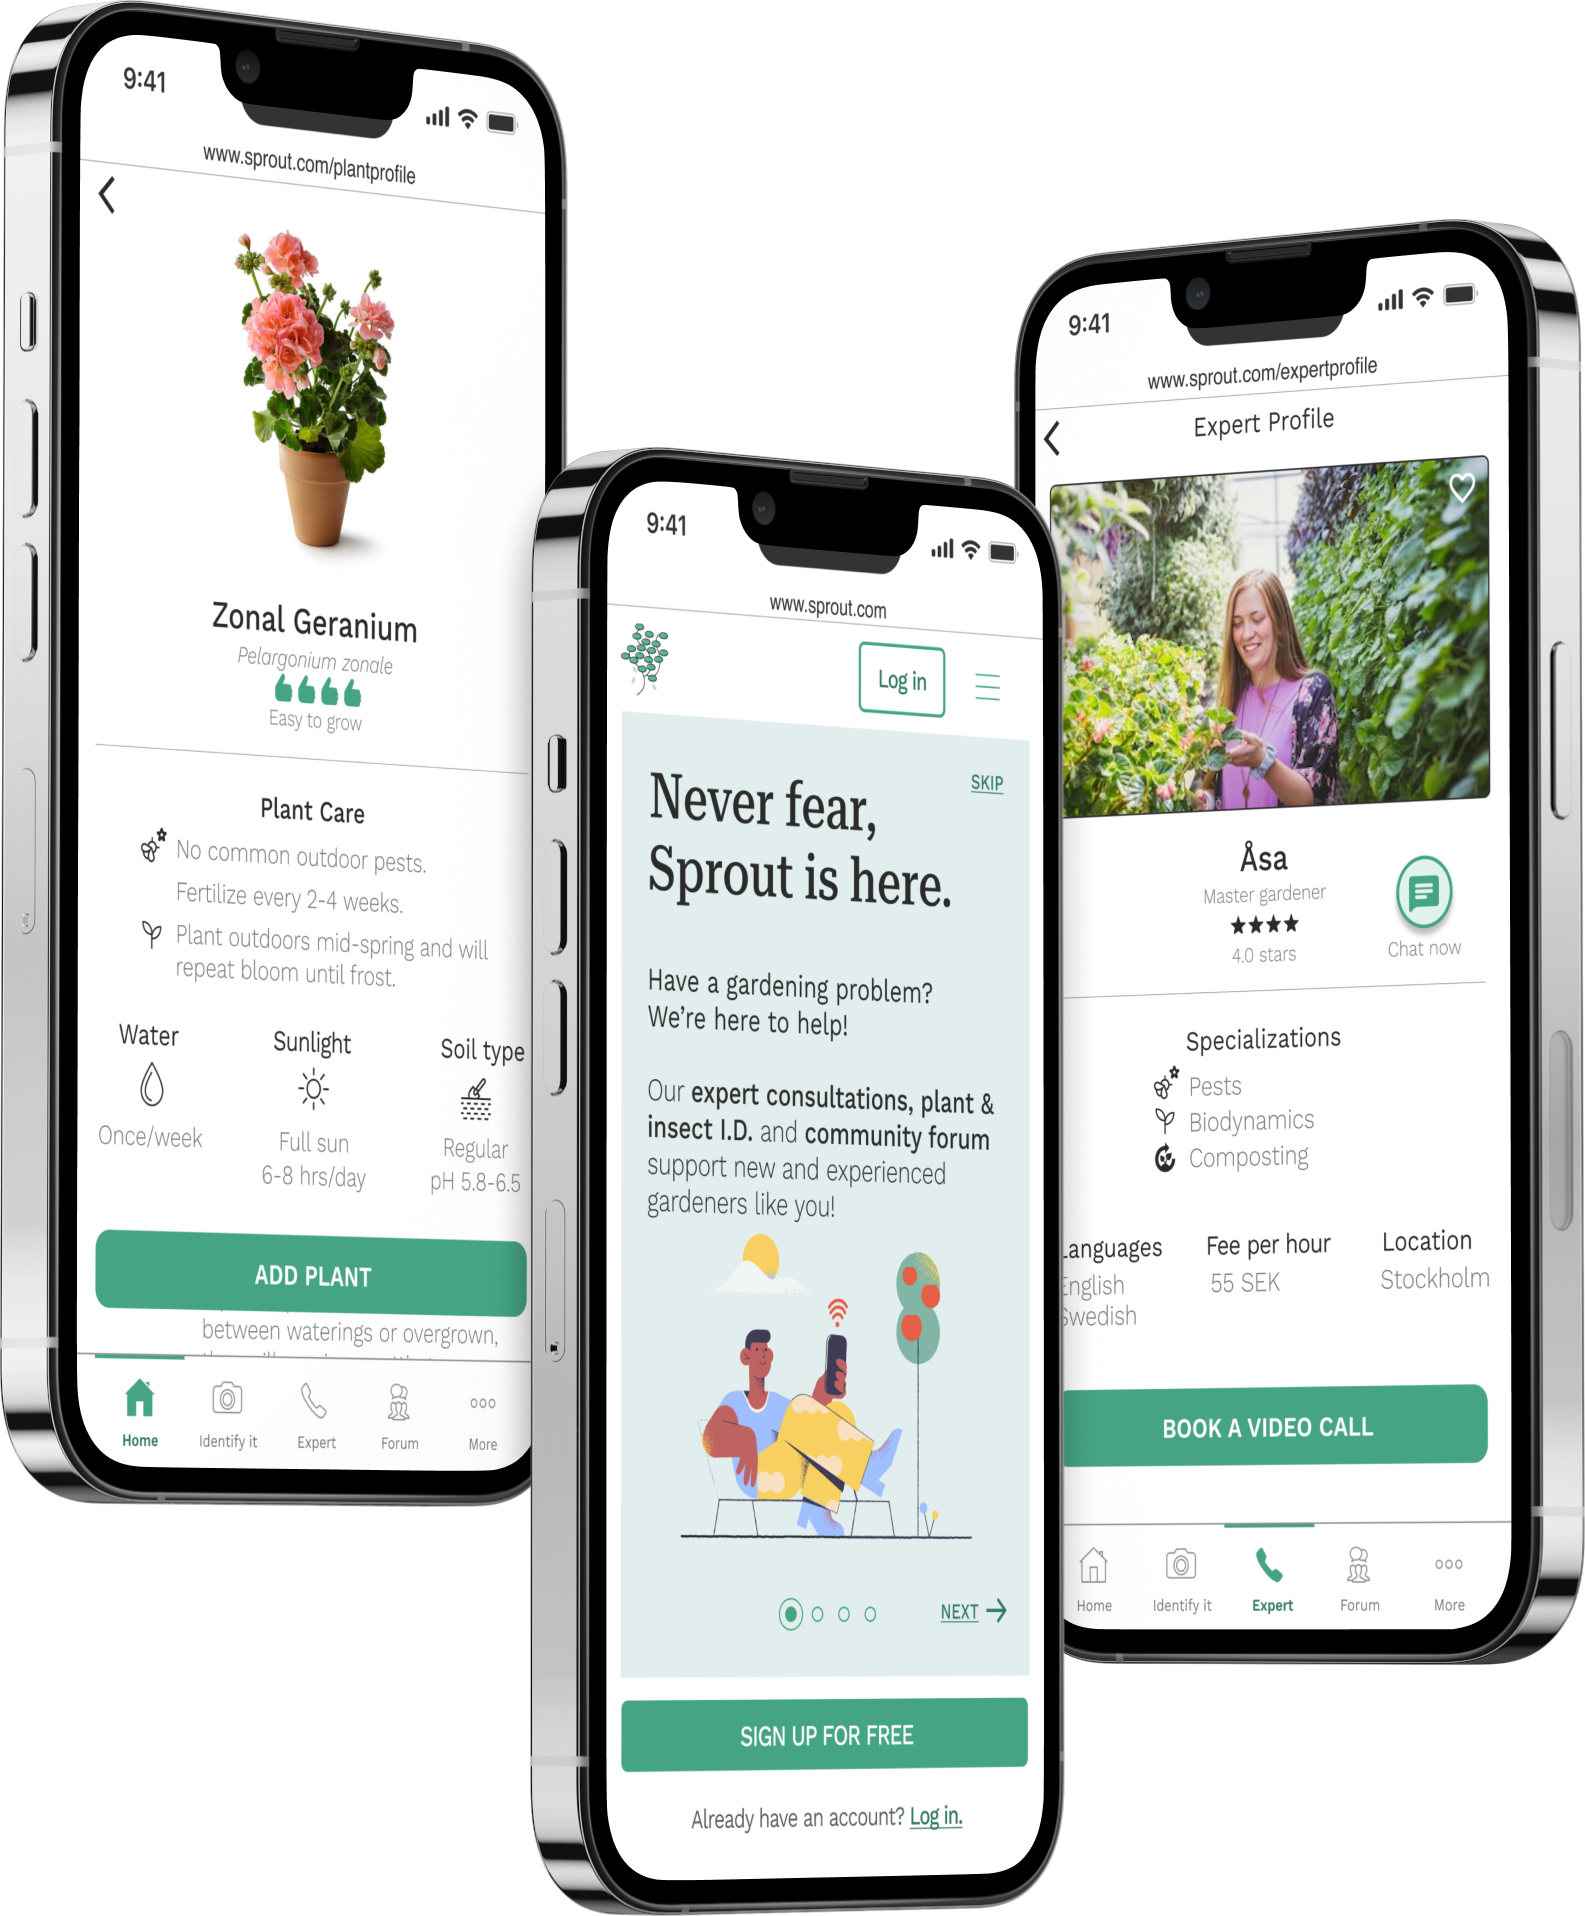 9:41
www.sprout.com/plantprofile
Zonal Geranium
Pelargonium zonale
Easy to grow
Plant Care
No common outdoor pests.
Fertilize every 2-4 weeks.
Plant outdoors mid-spring and will
repeat bloom until frost.
Water
Sunlight
Soil type
Once/week
Full sun
6-8 hrs/day
Regular
pH 5.8-6.5
ADD PLANT
between waterings or overgrown,
Home
Identify it
Expert
Forum
More
9:41
www.sprout.com
Log in
SKIP
Never fear,
Sprout is here.
Have a gardening problem?
We're here to help!
Our expert consultations, plant &
insect I.D. and community forum
support new and experienced
gardeners like you!
NEXT
SIGN UP FOR FREE
Already have an account? Log in.
9:41
www.sprout.com/expertprofile
Expert Profile
Åsa
Master gardener
4.0 stars
Chat now
Specializations
Pests
Biodynamics
Composting
Languages
English
Swedish
Fee per hour
55 SEK
Location
Stockholm
BOOK A VIDEO CALL
Home
Identify it
Expert
Forum
More